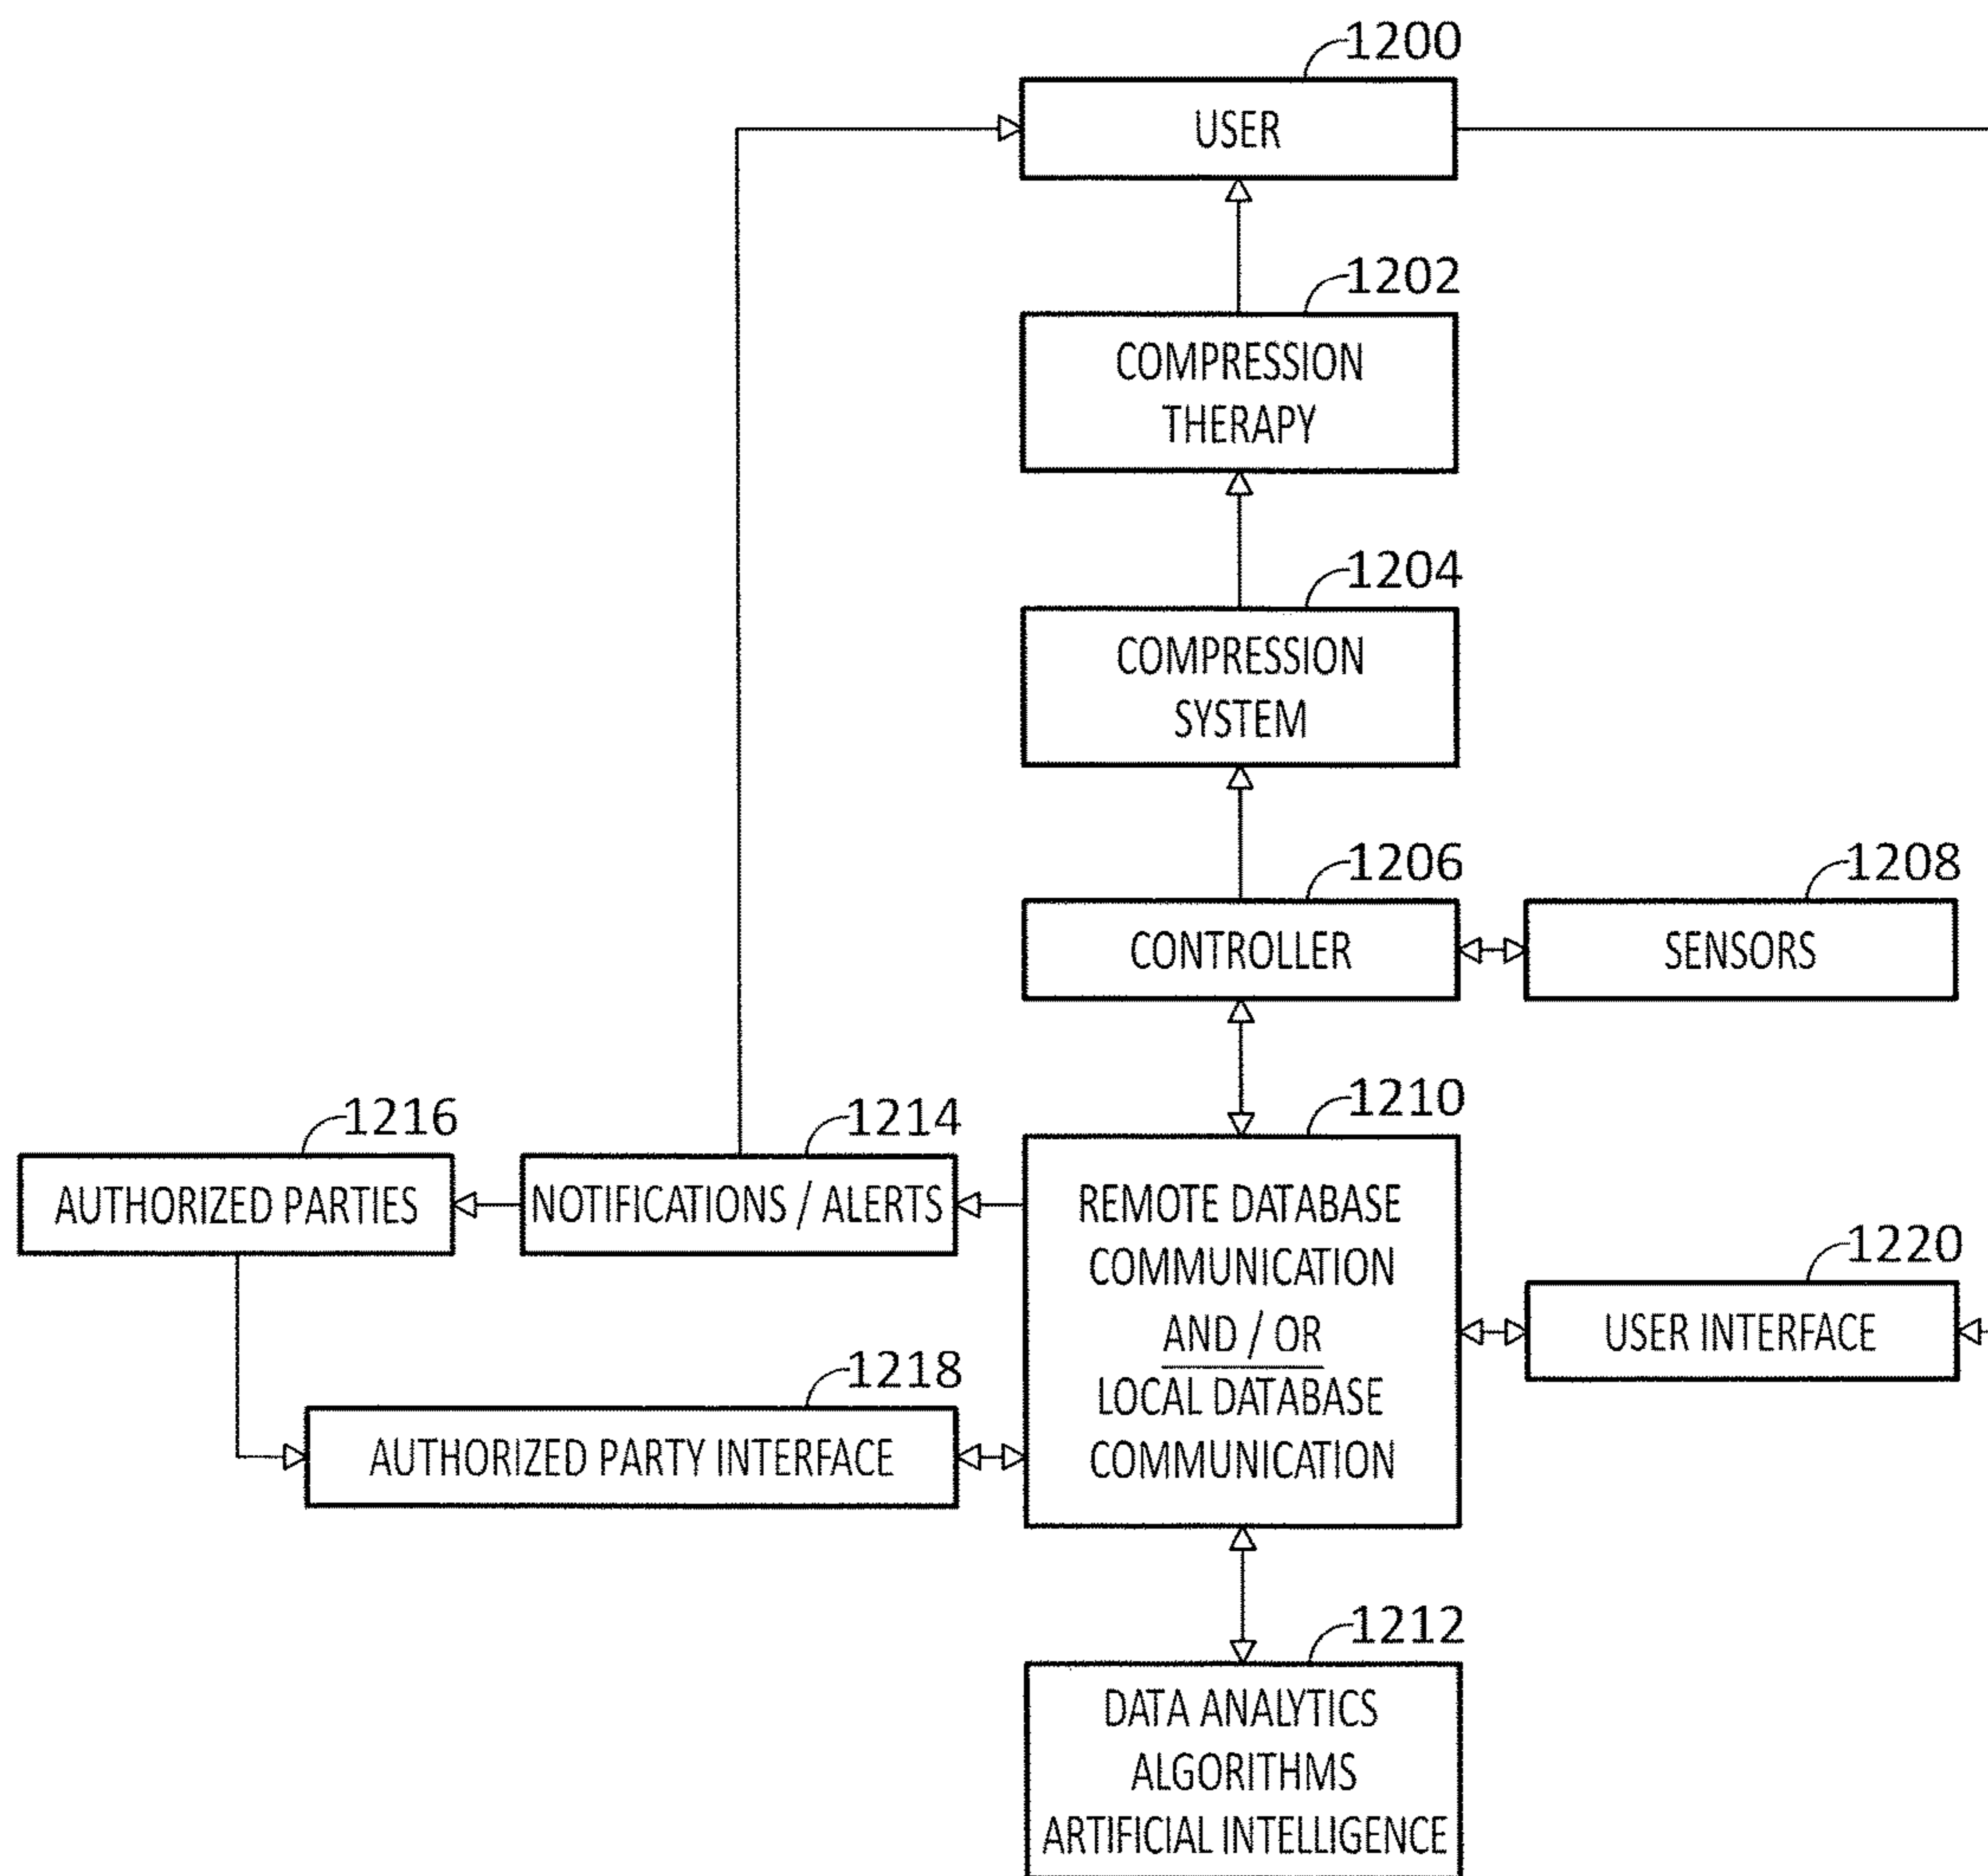 1200
USER
1202
COMPRESSION
THERAPY
1204
COMPRESSION
SYSTEM
1206
CONTROLLER
1208
SENSORS
1210
REMOTE DATABASE
COMMUNICATION
AND / OR
LOCAL DATABASE
COMMUNICATION
1216
AUTHORIZED PARTIES
1214
NOTIFICATIONS / ALERTS
1220
USER INTERFACE
1218
AUTHORIZED PARTY INTERFACE
1212
DATA ANALYTICS
ALGORITHMS
ARTIFICIAL INTELLIGENCE